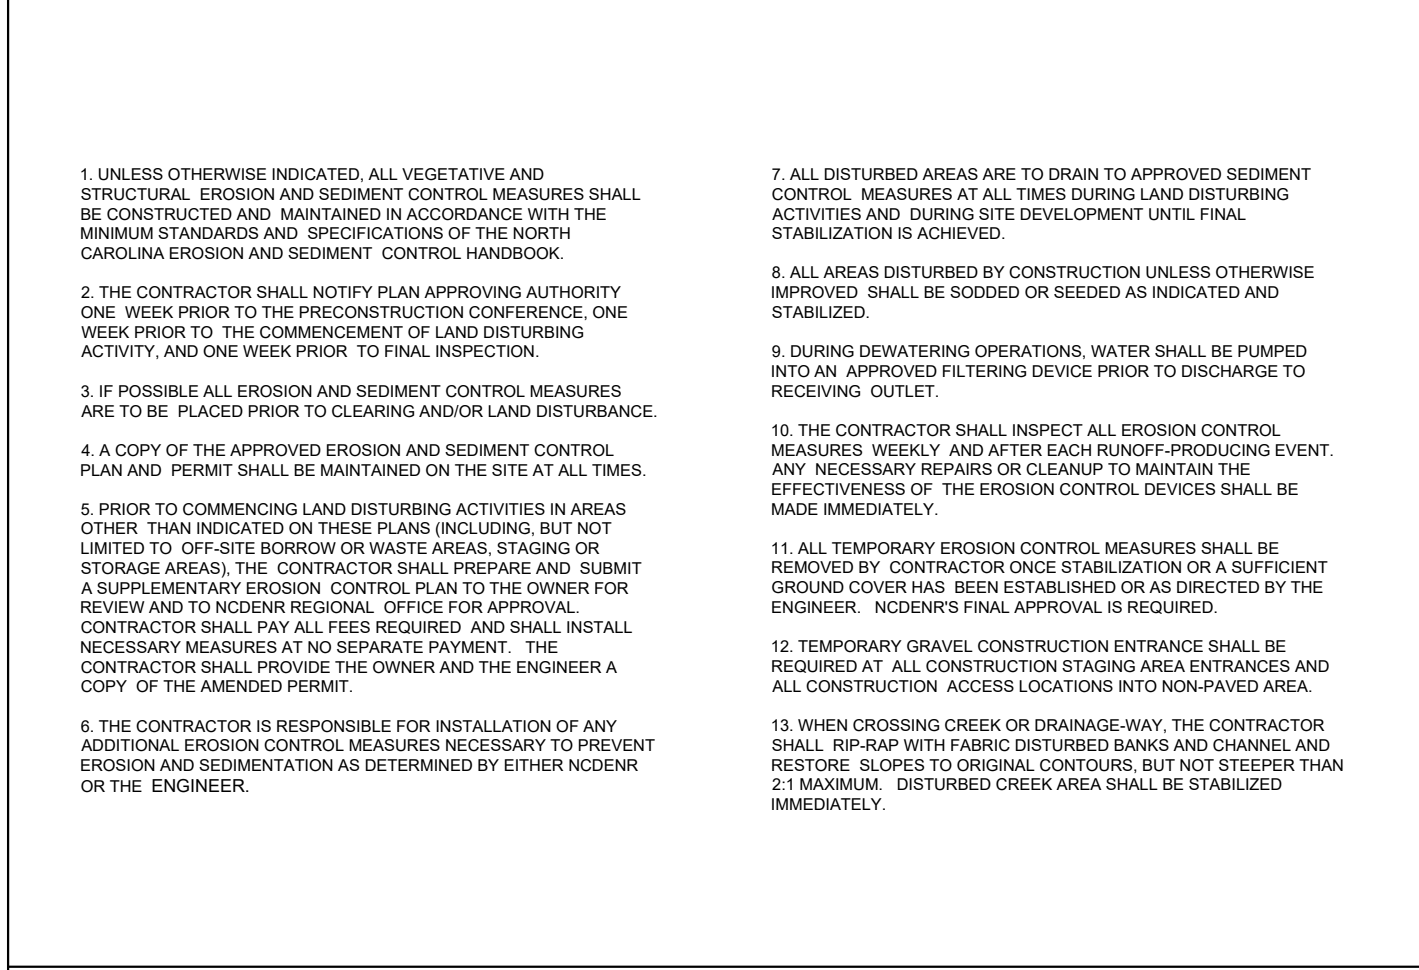 1. UNLESS OTHERWISE INDICATED, ALL VEGETATIVE AND
STRUCTURAL EROSION AND SEDIMENT CONTROL MEASURES SHALL
BE CONSTRUCTED AND MAINTAINED IN ACCORDANCE WITH THE
MINIMUM STANDARDS AND SPECIFICATIONS OF THE NORTH
CAROLINA EROSION AND SEDIMENT CONTROL HANDBOOK.
2. THE CONTRACTOR SHALL NOTIFY PLAN APPROVING AUTHORITY
ONE WEEK PRIOR TO THE PRECONSTRUCTION CONFERENCE, ONE
WEEK PRIOR TO THE COMMENCEMENT OF LAND DISTURBING
ACTIVITY, AND ONE WEEK PRIOR TO FINAL INSPECTION.
3. IF POSSIBLE ALL EROSION AND SEDIMENT CONTROL MEASURES
ARE TO BE PLACED PRIOR TO CLEARING AND/OR LAND DISTURBANCE.
4. A COPY OF THE APPROVED EROSION AND SEDIMENT CONTROL
PLAN AND PERMIT SHALL BE MAINTAINED ON THE SITE AT ALL TIMES.
5. PRIOR TO COMMENCING LAND DISTURBING ACTIVITIES IN AREAS
OTHER THAN INDICATED ON THESE PLANS (INCLUDING, BUT NOT
LIMITED TO OFF-SITE BORROW OR WASTE AREAS, STAGING OR
STORAGE AREAS), THE CONTRACTOR SHALL PREPARE AND SUBMIT
A SUPPLEMENTARY EROSION CONTROL PLAN TO THE OWNER FOR
REVIEW AND TO NCDENR REGIONAL OFFICE FOR APPROVAL.
CONTRACTOR SHALL PAY ALL FEES REQUIRED AND SHALL INSTALL
NECESSARY MEASURES AT NO SEPARATE PAYMENT. THE
CONTRACTOR SHALL PROVIDE THE OWNER AND THE ENGINEER A
COPY OF THE AMENDED PERMIT.
6. THE CONTRACTOR IS RESPONSIBLE FOR INSTALLATION OF ANY
ADDITIONAL EROSION CONTROL MEASURES NECESSARY TO PREVENT
EROSION AND SEDIMENTATION AS DETERMINED BY EITHER NCDENR
OR THE ENGINEER.
7. ALL DISTURBED AREAS ARE TO DRAIN TO APPROVED SEDIMENT
CONTROL MEASURES AT ALL TIMES DURING LAND DISTURBING
ACTIVITIES AND DURING SITE DEVELOPMENT UNTIL FINAL
STABILIZATION IS ACHIEVED.
8. ALL AREAS DISTURBED BY CONSTRUCTION UNLESS OTHERWISE
IMPROVED SHALL BE SODDED OR SEEDED AS INDICATED AND
STABILIZED.
9. DURING DEWATERING OPERATIONS, WATER SHALL BE PUMPED
INTO AN APPROVED FILTERING DEVICE PRIOR TO DISCHARGE TO
RECEIVING OUTLET.
10. THE CONTRACTOR SHALL INSPECT ALL EROSION CONTROL
MEASURES WEEKLY AND AFTER EACH RUNOFF-PRODUCING EVENT.
ANY NECESSARY REPAIRS OR CLEANUP TO MAINTAIN THE
EFFECTIVENESS OF THE EROSION CONTROL DEVICES SHALL BE
MADE IMMEDIATELY.
11. ALL TEMPORARY EROSION CONTROL MEASURES SHALL BE
REMOVED BY CONTRACTOR ONCE STABILIZATION OR A SUFFICIENT
GROUND COVER HAS BEEN ESTABLISHED OR AS DIRECTED BY THE
ENGINEER. NCDENR'S FINAL APPROVAL IS REQUIRED.
12. TEMPORARY GRAVEL CONSTRUCTION ENTRANCE SHALL BE
REQUIRED AT ALL CONSTRUCTION STAGING AREA ENTRANCES AND
ALL CONSTRUCTION ACCESS LOCATIONS INTO NON-PAVED AREA.
13. WHEN CROSSING CREEK OR DRAINAGE-WAY, THE CONTRACTOR
SHALL RIP-RAP WITH FABRIC DISTURBED BANKS AND CHANNEL AND
RESTORE SLOPES TO ORIGINAL CONTOURS, BUT NOT STEEPER THAN
2:1 MAXIMUM. DISTURBED CREEK AREA SHALL BE STABILIZED
IMMEDIATELY.